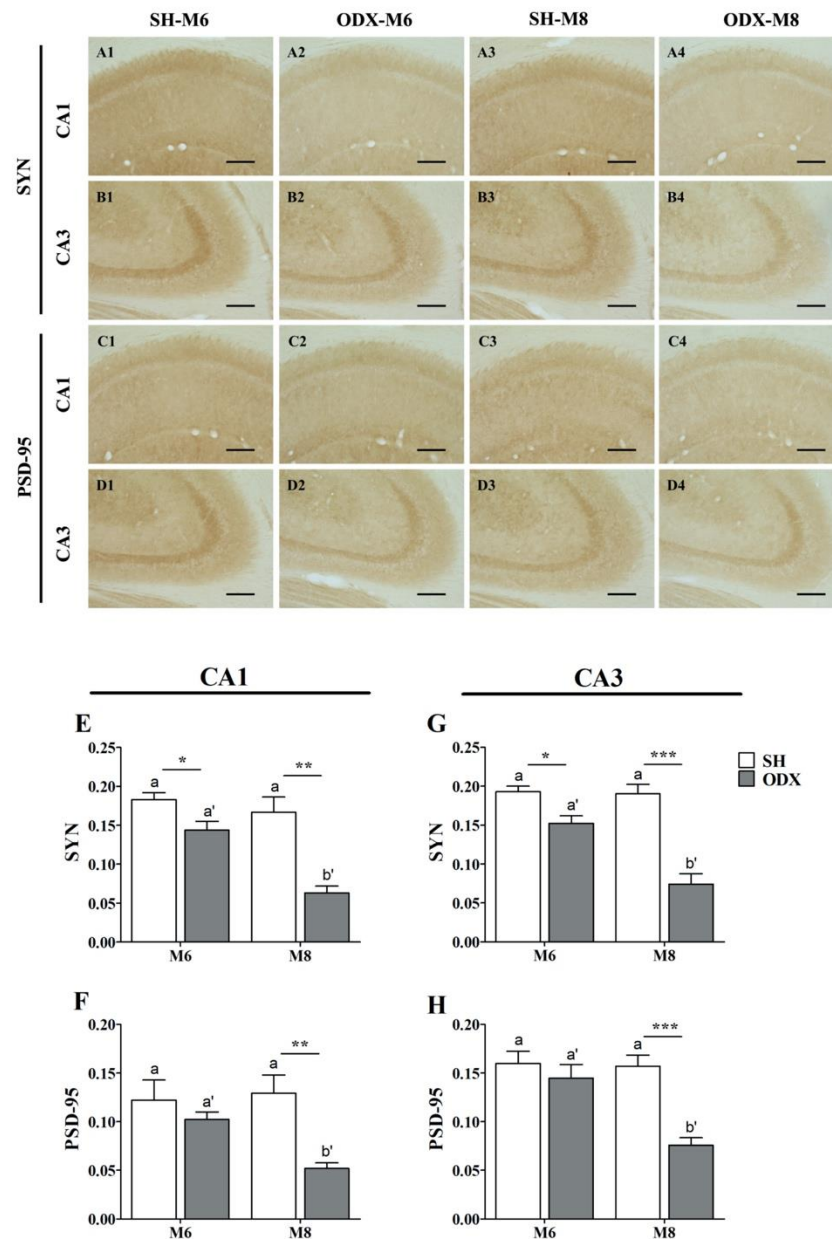 SH-M6 ODX-M6 SH-M8 ODX-M8
SYN
CA1
A1 A2 A3 A4
CA3
B1 B2 B3 B4
PSD-95
CA1
C1 C2 C3 C4
CA3
D1 D2 D3 D4
CA1
E
SYN
0.25
0.20
0.15
0.10
0.05
0.00
a * a' a ** b'
M6 M8
F
PSD-95
0.20
0.15
0.10
0.05
0.00
a a' a ** b'
M6 M8
CA3
G
SYN
0.25
0.20
0.15
0.10
0.05
0.00
a * a' a *** b'
M6 M8
SH
ODX
H
PSD-95
0.20
0.15
0.10
0.05
0.00
a a' a *** b'
M6 M8